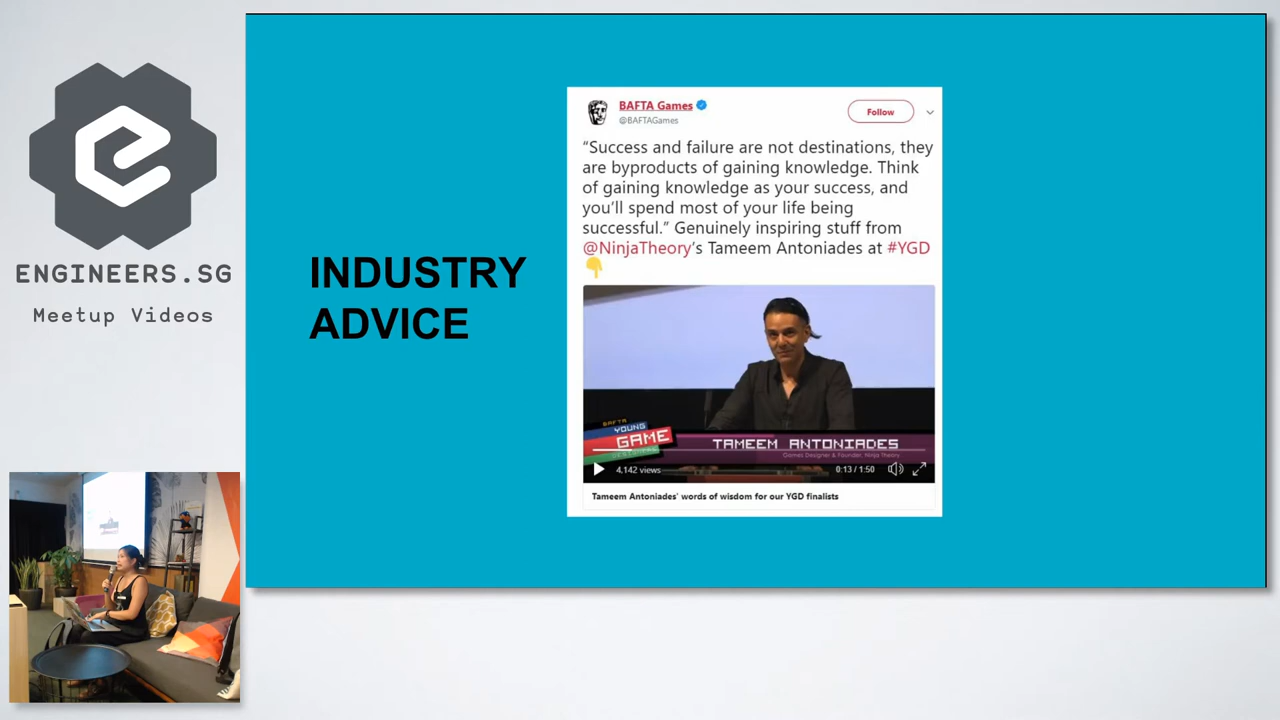 ENGINEERS.SG
Meetup Videos
INDUSTRY
ADVICE
BAFTA Games
@BAFTAGames
Follow
“Success and failure are not destinations, they
are byproducts of gaining knowledge. Think
of gaining knowledge as your success, and
you’ll spend most of your life being
successful.” Genuinely inspiring stuff from
@NinjaTheory’s Tameem Antoniades at #YGD
BAFTA
YOUNG
GAME
TAMEEM ANTONIADES
Games Designer & Founder, Ninja Theory
4,142 views
0:13 / 1:50
Tameem Antoniades' words of wisdom for our YGD finalists